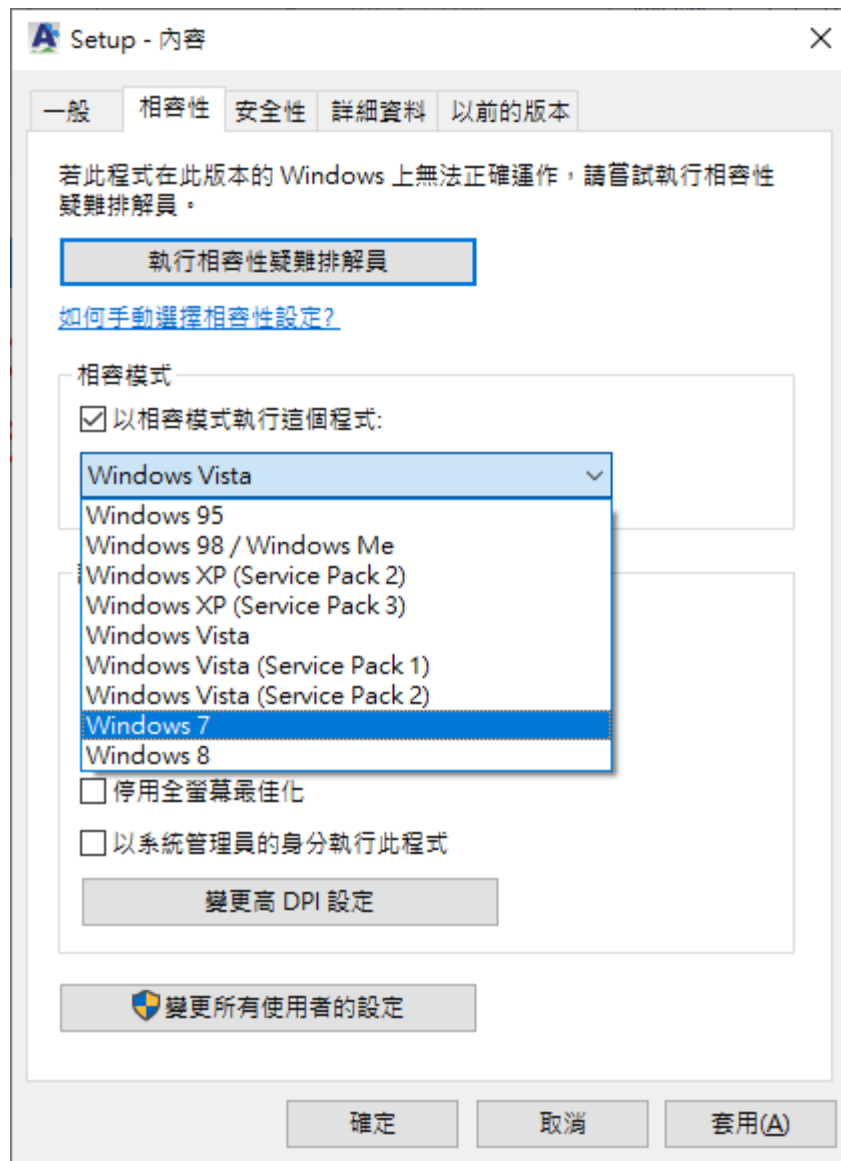 Setup - 內容
一般
相容性
安全性
詳細資料
以前的版本
若此程式在此版本的 Windows 上無法正確運作，請嘗試執行相容性
疑難排解員。
執行相容性疑難排解員
如何手動選擇相容性設定?
相容模式
以相容模式執行這個程式:
Windows Vista
Windows 95
Windows 98 / Windows Me
Windows XP (Service Pack 2)
Windows XP (Service Pack 3)
Windows Vista
Windows Vista (Service Pack 1)
Windows Vista (Service Pack 2)
Windows 7
Windows 8
停用全螢幕最佳化
以系統管理員的身分執行此程式
變更高 DPI 設定
變更所有使用者的設定
確定
取消
套用(A)